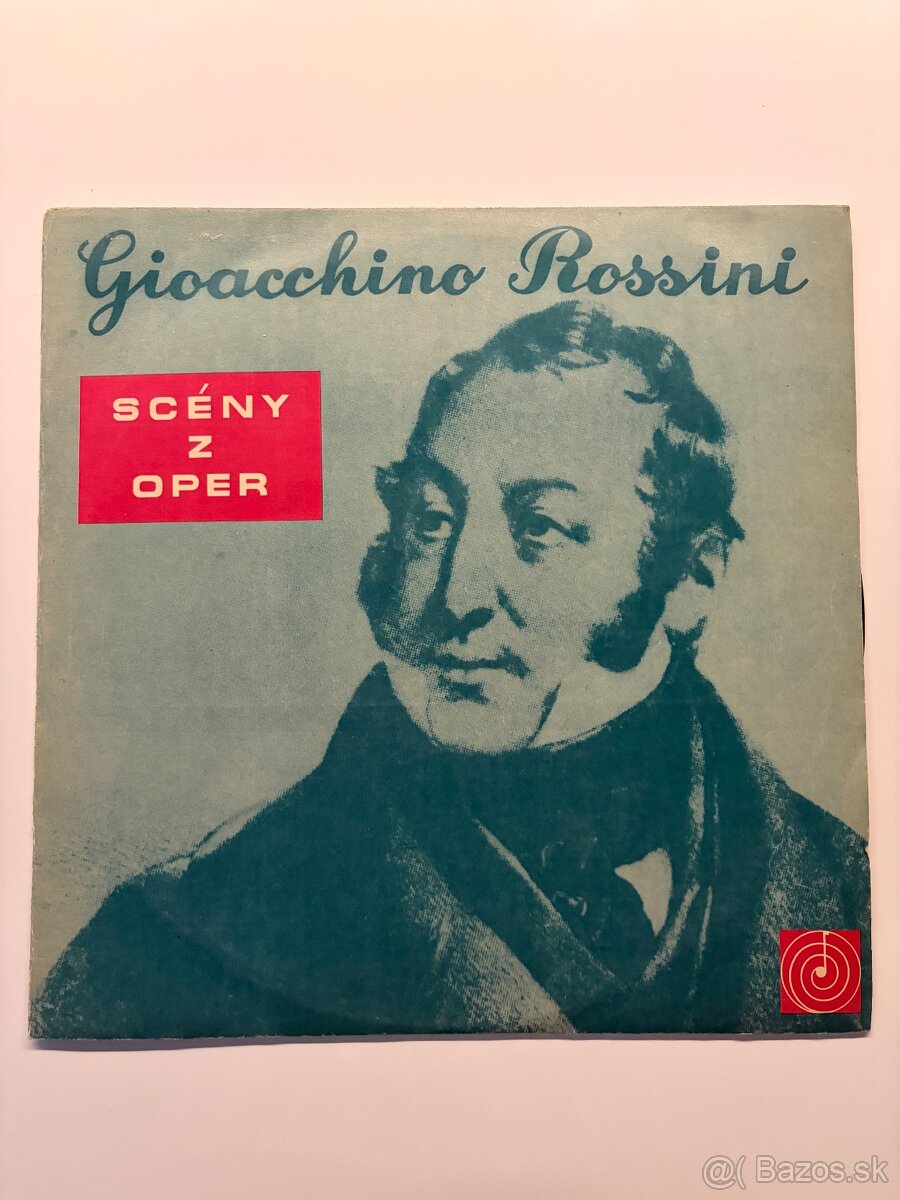 Gioacchino Rossini
SCÉNY
Z
OPER
@( Bazos.sk